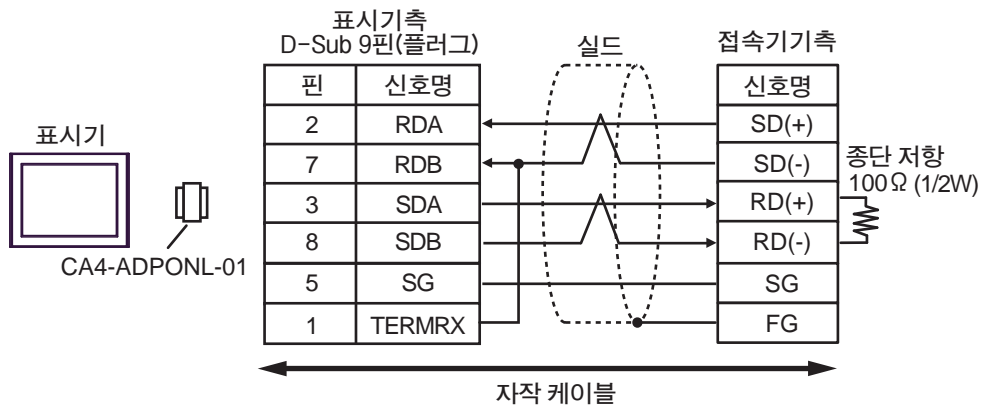 표시기측
D-Sub 9핀(플러그)
실드
접속기기측
핀 신호명
신호명
2 RDA
SD(+)
표시기
7 RDB
SD(-)
종단 저항
100Ω (1/2W)
3 SDA
RD(+)
8 SDB
RD(-)
CA4-ADPONL-01
5 SG
SG
1 TERMRX
FG
자작 케이블